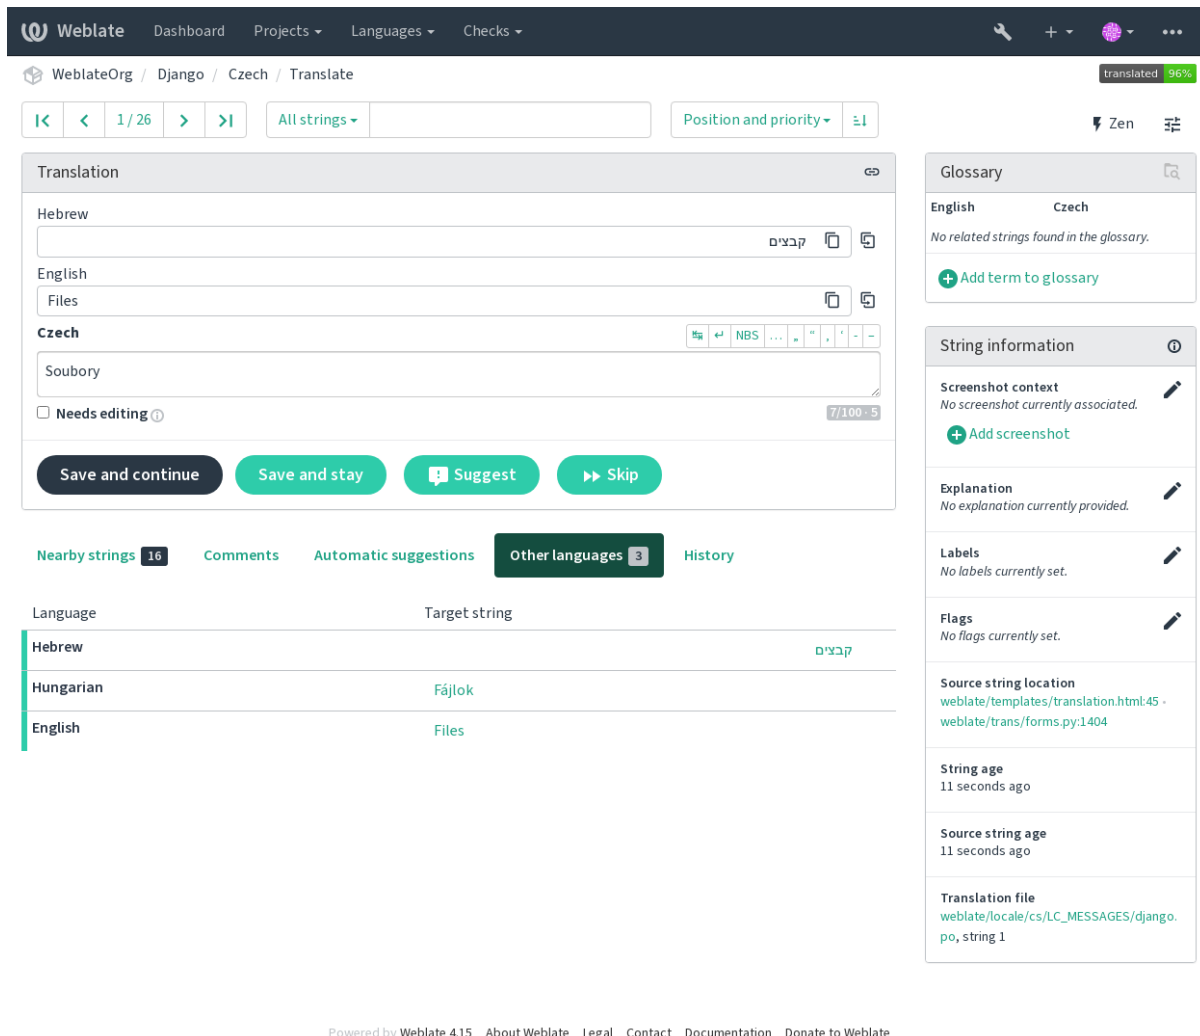 Weblate Dashboard Projects Languages Checks
WeblateOrg / Django / Czech / Translate
translated 96%
1 / 26 All strings Position and priority
Zen
Translation
Hebrew
קבצים
English
Files
Czech
NBS … „ “ ‚ ‘ - –
Soubory
Needs editing
7/100 · 5
Save and continue Save and stay Suggest Skip
Nearby strings 16 Comments Automatic suggestions Other languages 3 History
Language Target string
Hebrew קבצים
Hungarian Fájlok
English Files
Glossary
English Czech
No related strings found in the glossary.
Add term to glossary
String information
Screenshot context
No screenshot currently associated.
Add screenshot
Explanation
No explanation currently provided.
Labels
No labels currently set.
Flags
No flags currently set.
Source string location
weblate/templates/translation.html:45 •
weblate/trans/forms.py:1404
String age
11 seconds ago
Source string age
11 seconds ago
Translation file
weblate/locale/cs/LC_MESSAGES/django.
po, string 1
Powered by Weblate 4.15 About Weblate Legal Contact Documentation Donate to Weblate